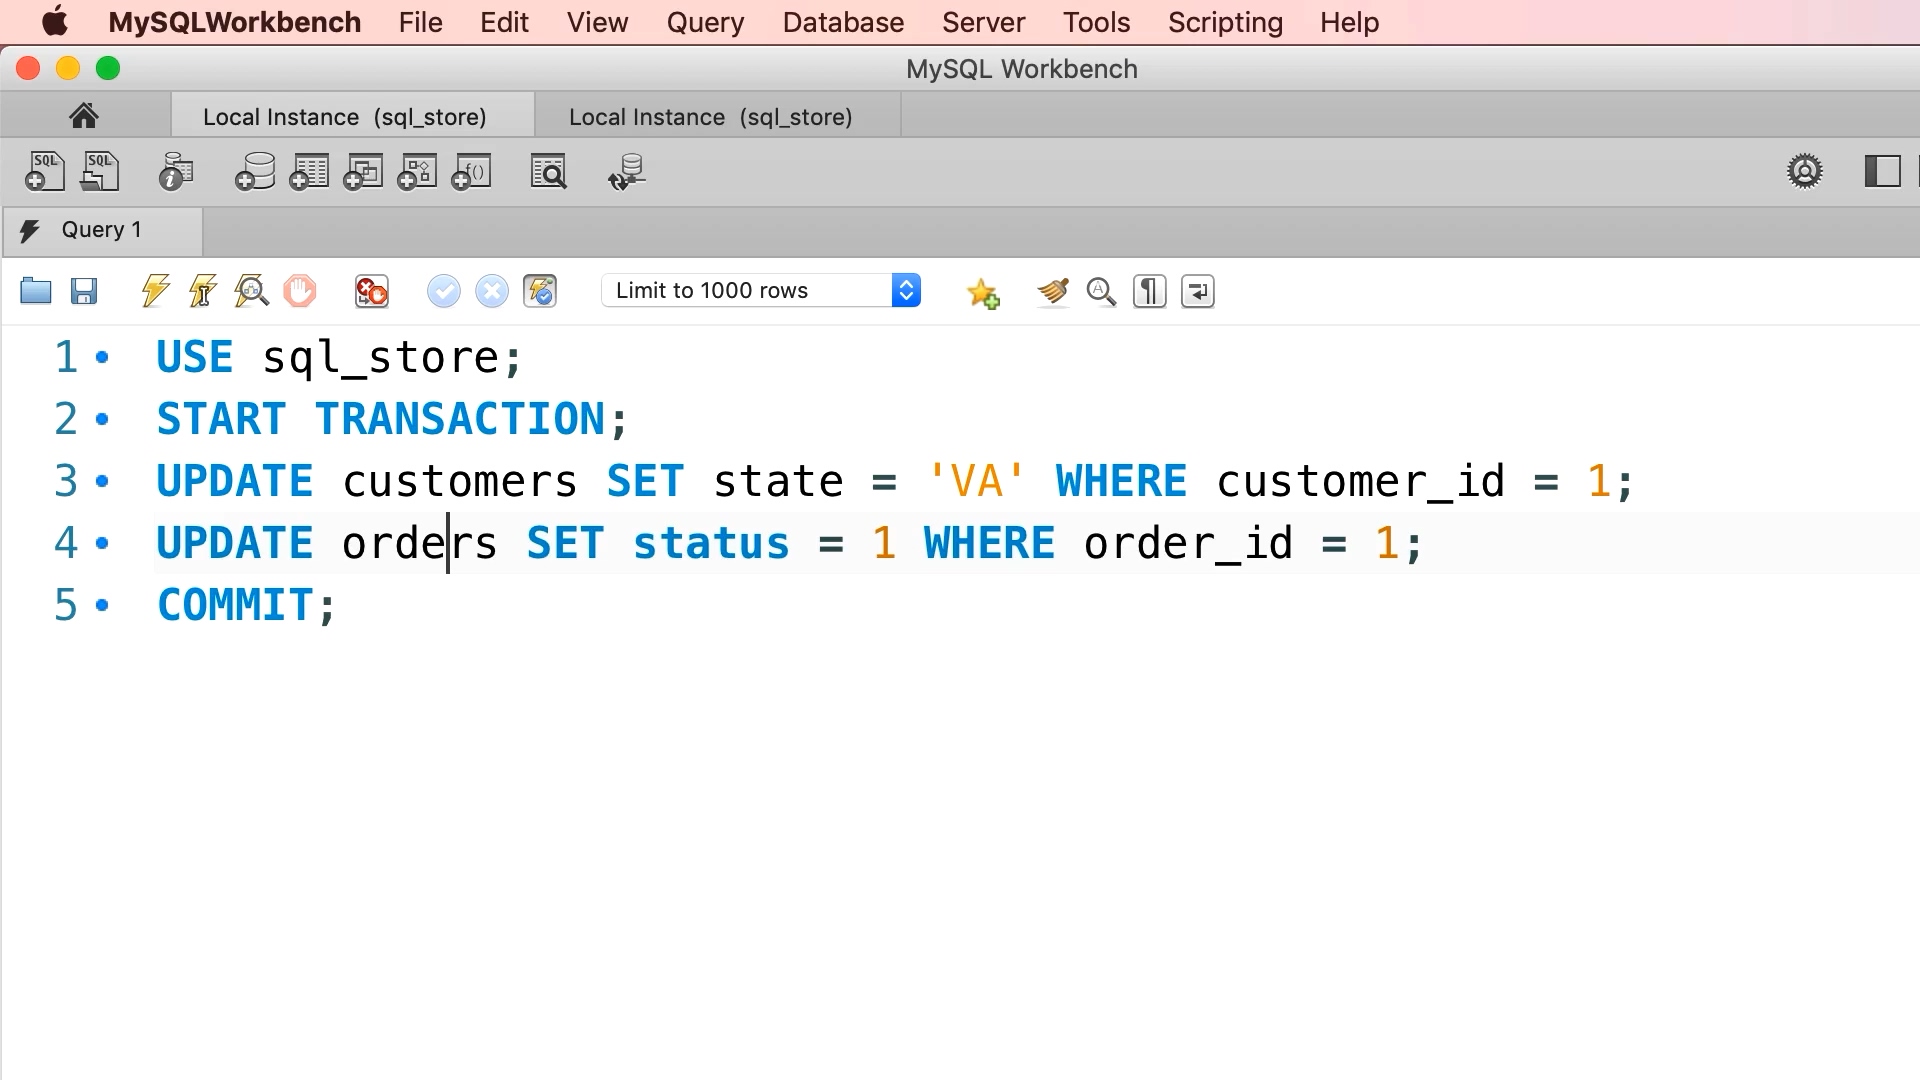 MySQLWorkbench File Edit View Query Database Server Tools Scripting Help
MySQL Workbench
Local Instance (sql_store) Local Instance (sql_store)
SQL SQL
Query 1
Limit to 1000 rows
1 USE sql_store;
2 START TRANSACTION;
3 UPDATE customers SET state = 'VA' WHERE customer_id = 1;
4 UPDATE orders SET status = 1 WHERE order_id = 1;
5 COMMIT;